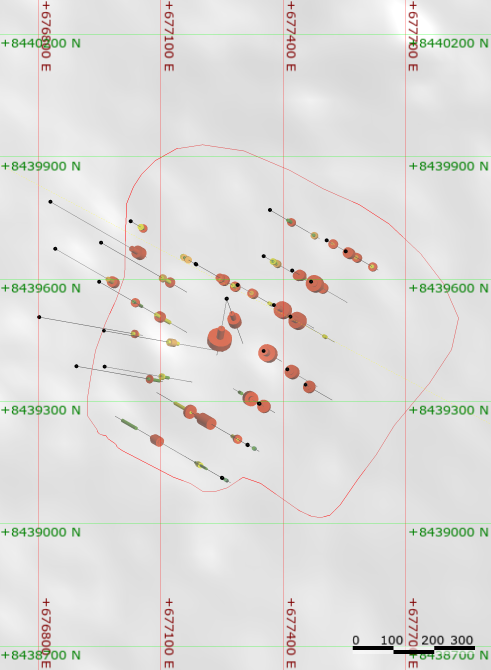 +676800 E
+677100 E
+677400 E
+677700 E
+8440200 N
+8440200
+8439900 N
+8439900
+8439600 N
+8439600
+8439300 N
+8439300
+8439000 N
+8439000
+676800 E
+677100 E
+677400 E
+677700 E
0 100 200 300
+8438700 N
+8438700